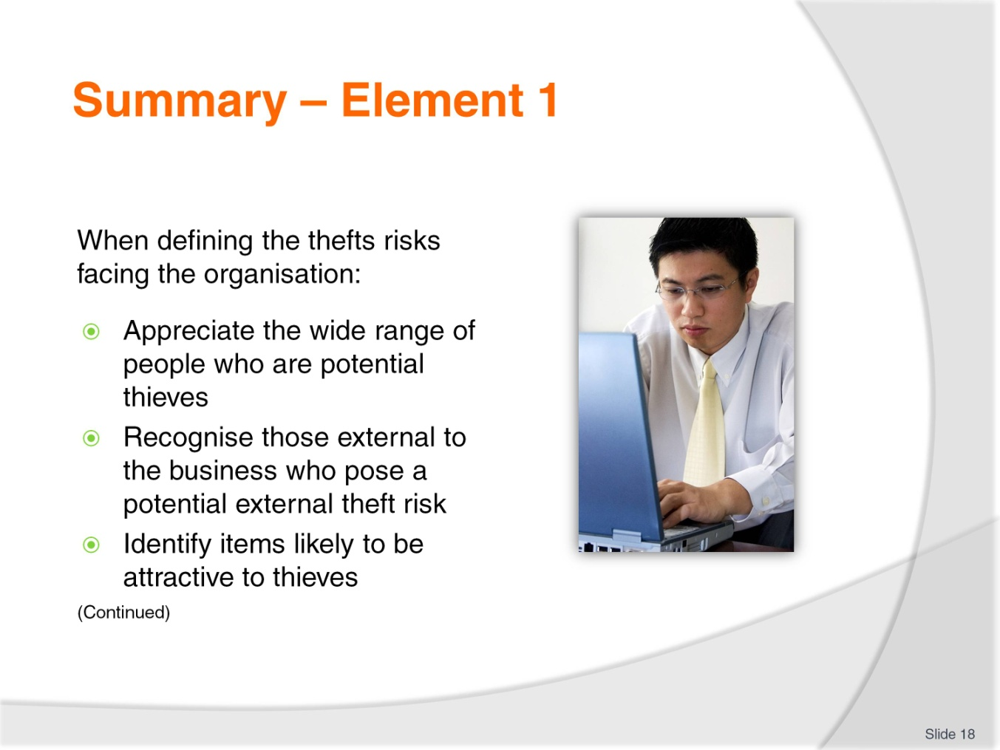 Summary – Element 1
When defining the thefts risks
facing the organisation:
Appreciate the wide range of
people who are potential
thieves
Recognise those external to
the business who pose a
potential external theft risk
Identify items likely to be
attractive to thieves
(Continued)
Slide 18